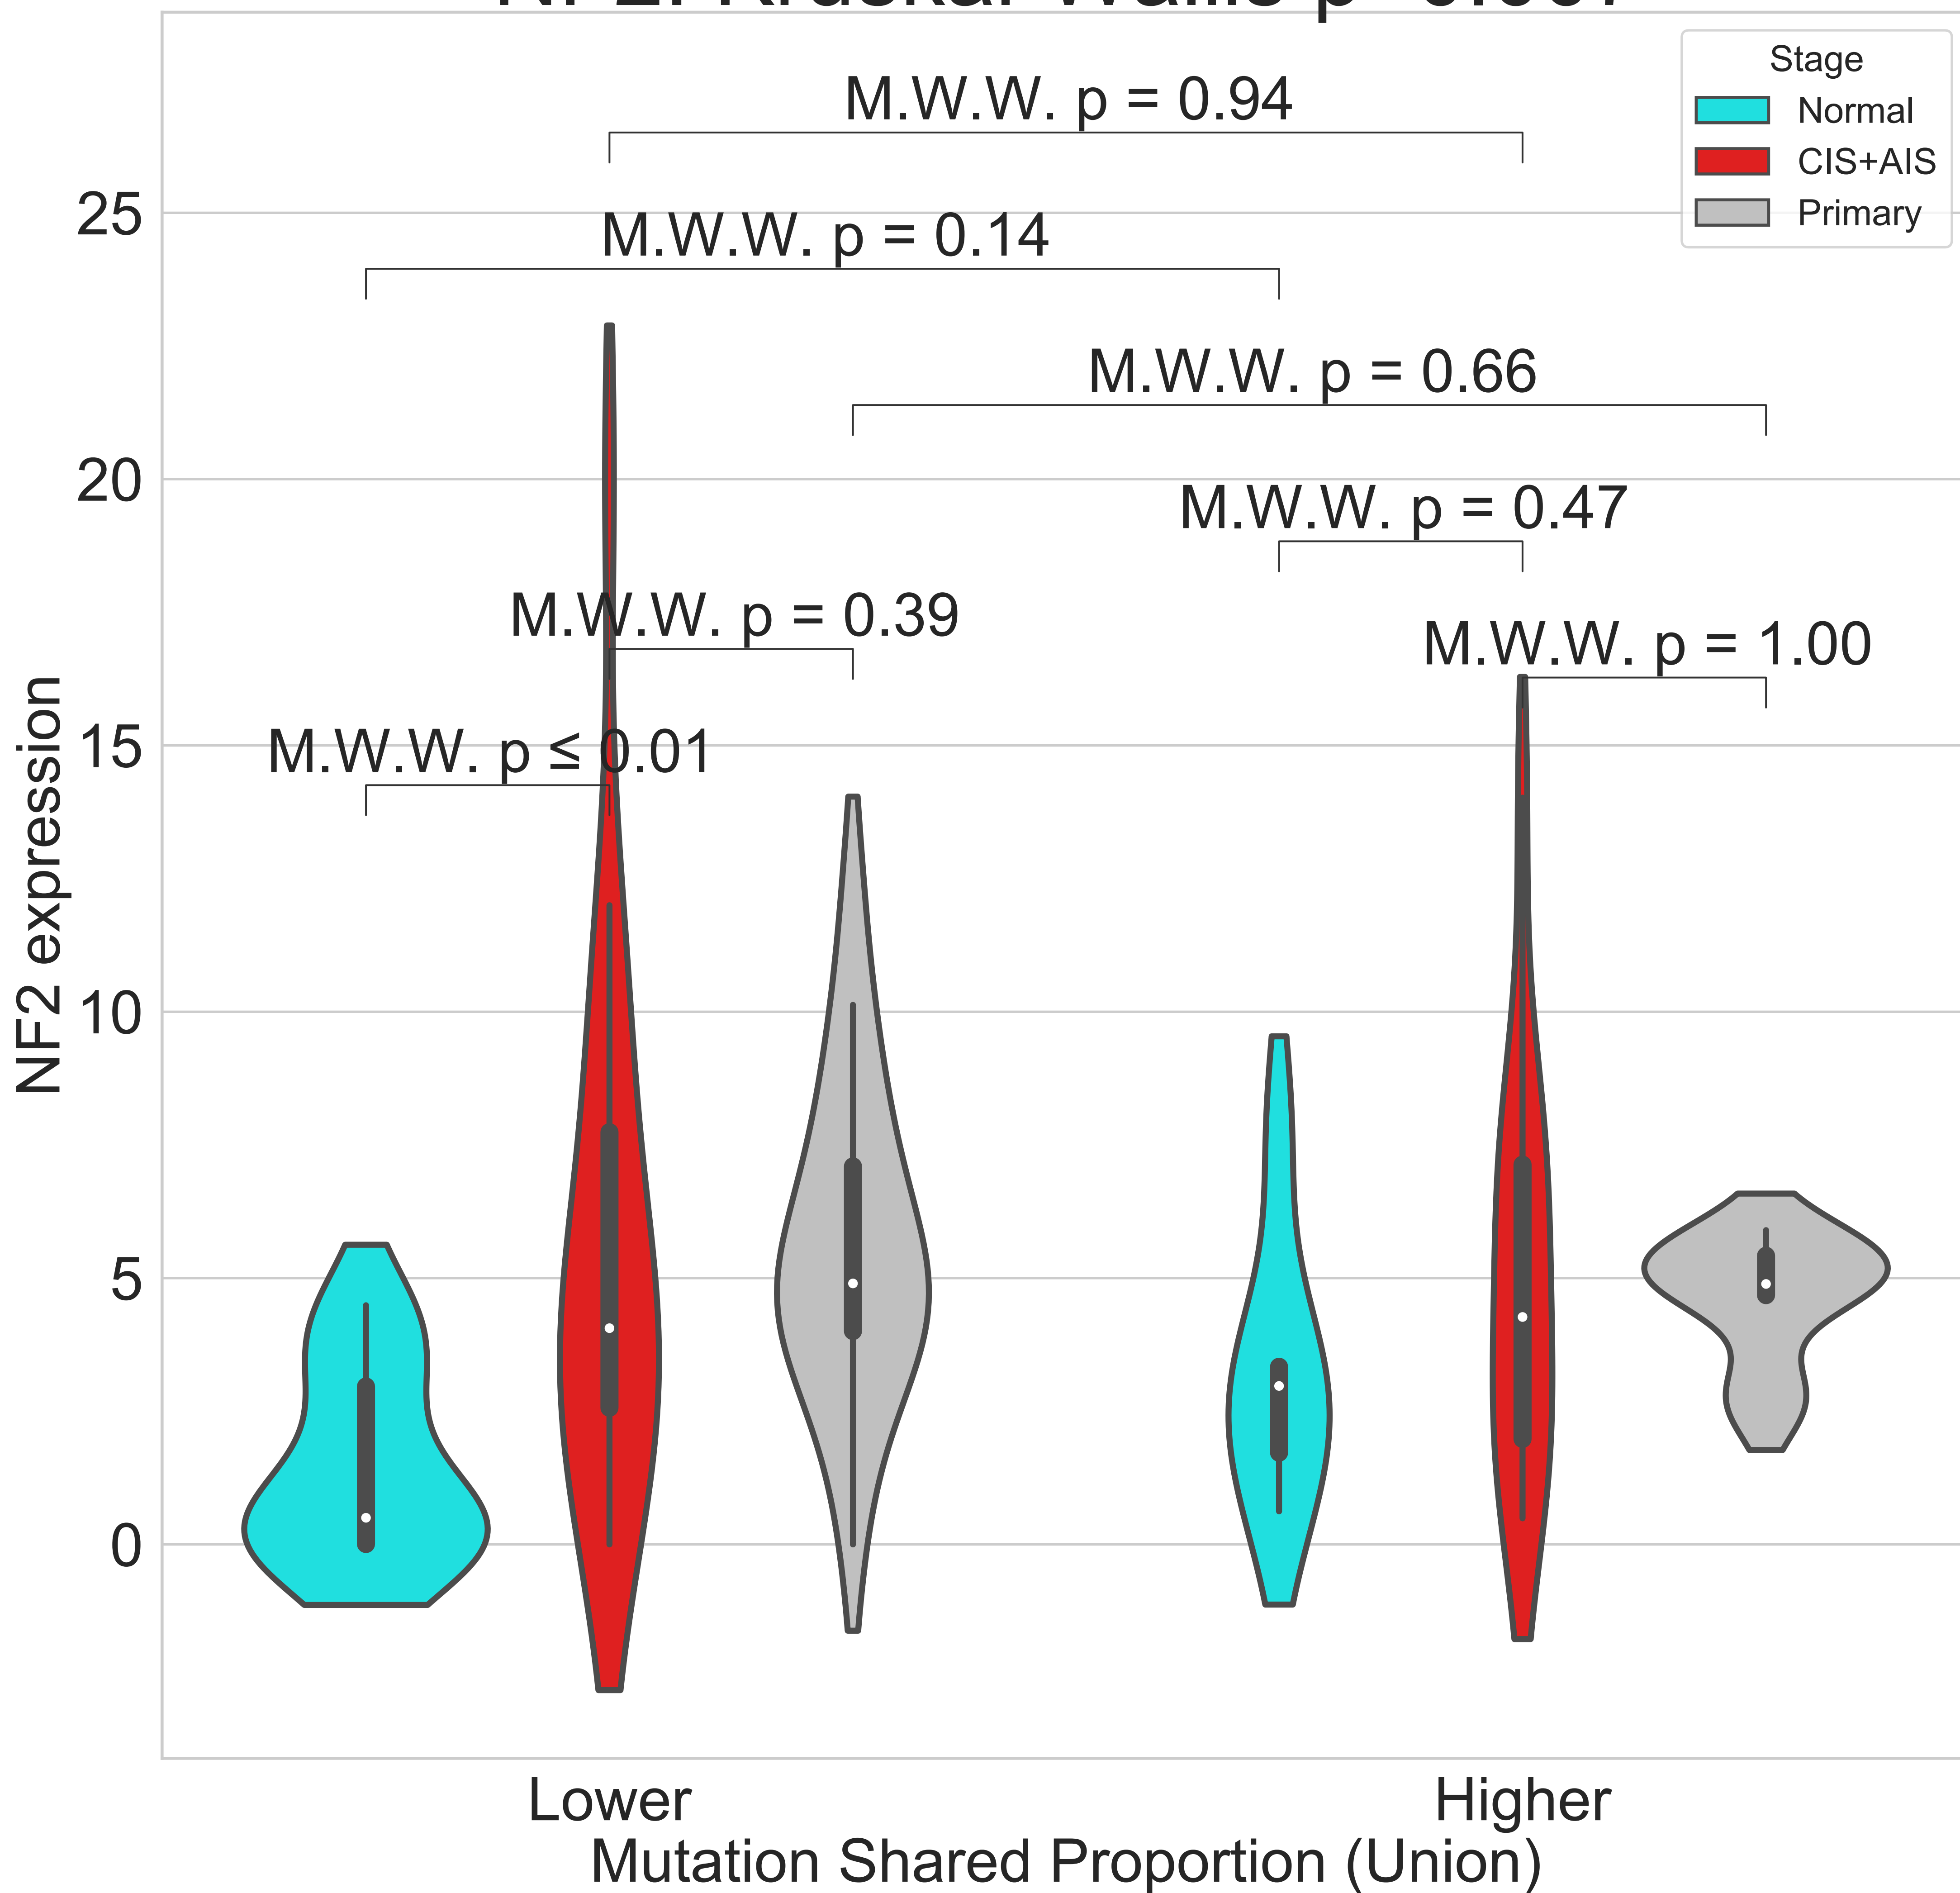 Stage
Normal
CIS+AIS
Primary
M.W.W. p = 0.94
M.W.W. p = 0.14
M.W.W. p = 0.66
M.W.W. p = 0.47
M.W.W. p = 0.39
M.W.W. p = 1.00
M.W.W. p ≤ 0.01
25
20
15
10
5
0
NF2 expression
Lower
Higher
Mutation Shared Proportion (Union)